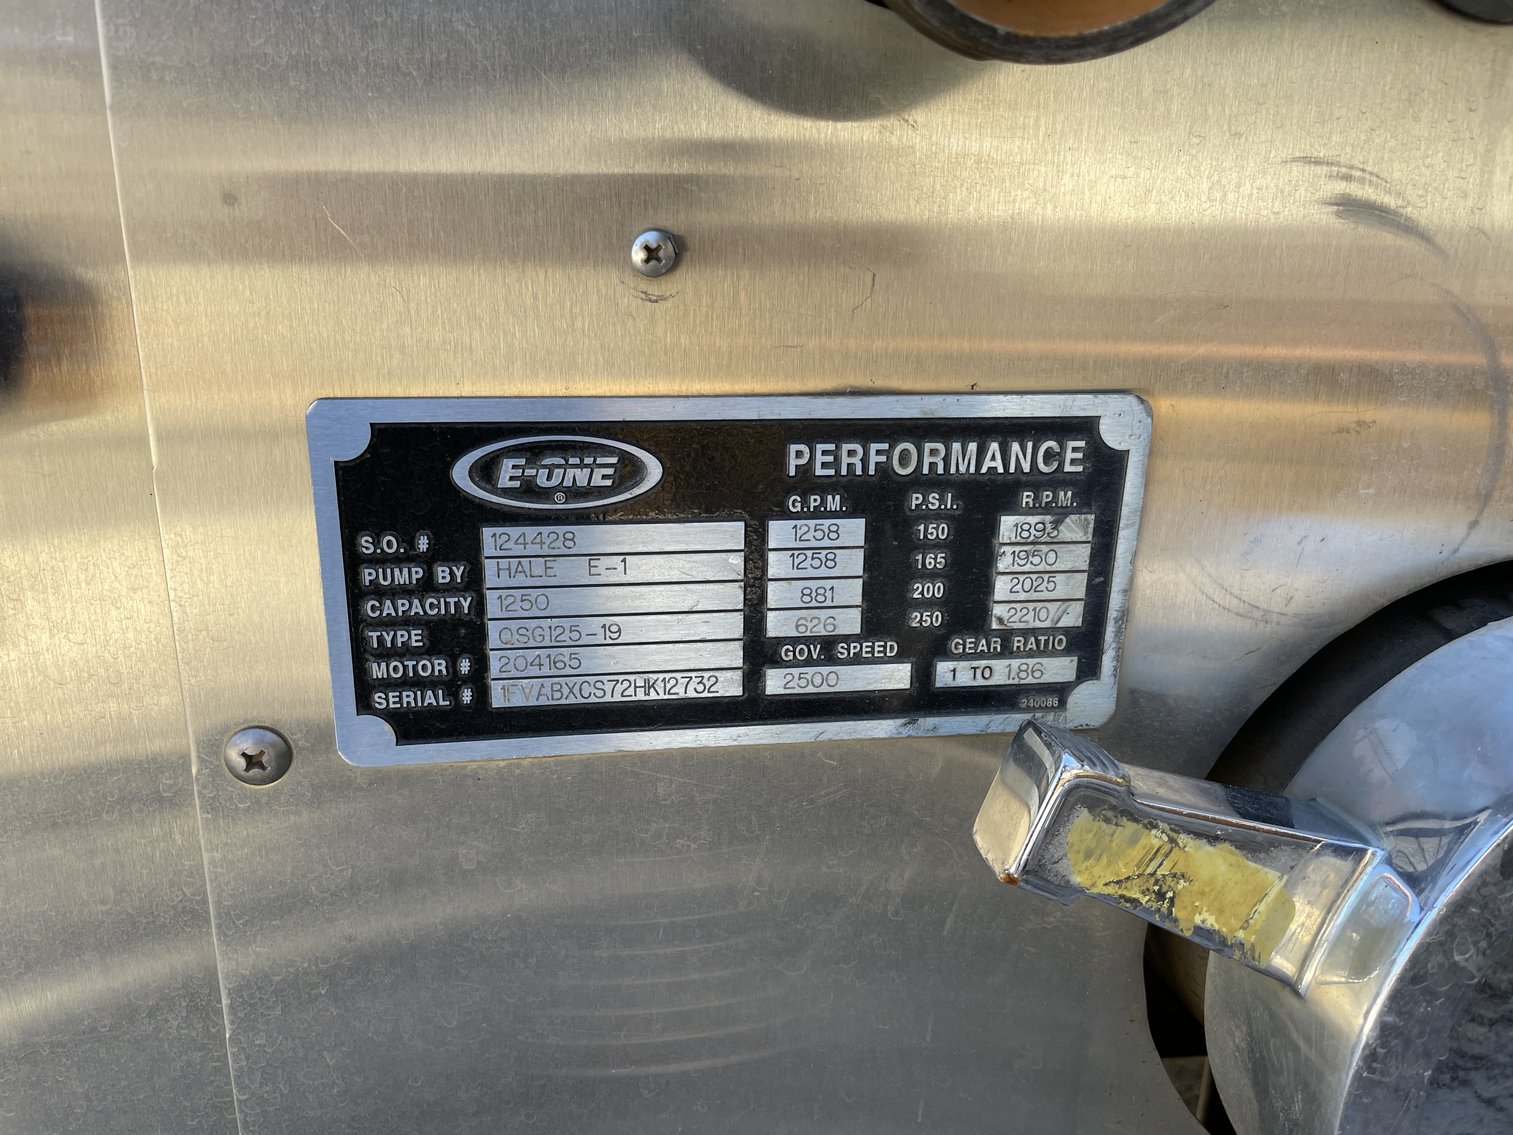 E-ONE
®
PERFORMANCE
G.P.M. P.S.I. R.P.M.
S.O. # 124428 1258 150 1893
PUMP BY HALE E-1 1258 165 1950
CAPACITY 1250 881 200 2025
TYPE QSG125-19 626 250 2210
MOTOR # 204165 GOV. SPEED GEAR RATIO
SERIAL # 1FVABXCS72HK12732 2500 1 TO 1.86
240086